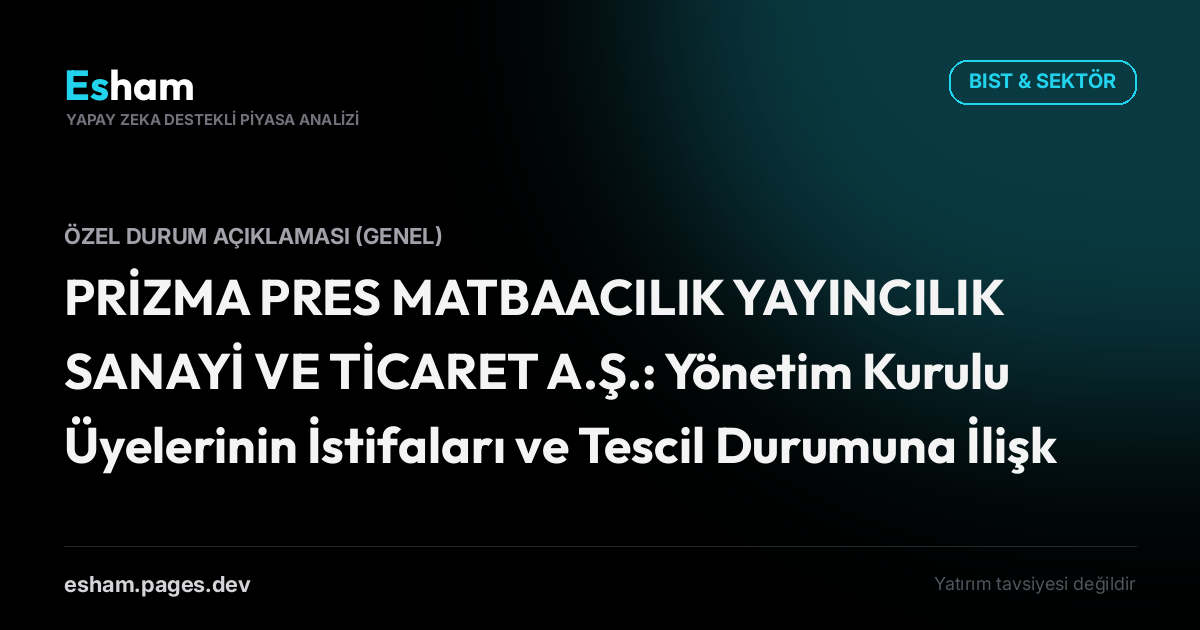 Esham
BIST & SEKTÖR
YAPAY ZEKA DESTEKLİ PİYASA ANALİZİ
ÖZEL DURUM AÇIKLAMASI (GENEL)
PRİZMA PRES MATBAACILIK YAYINCILIK
SANAYİ VE TİCARET A.Ş.: Yönetim Kurulu
Üyelerinin İstifaları ve Tescil Durumuna İlişk
esham.pages.dev
Yatırım tavsiyesi değildir